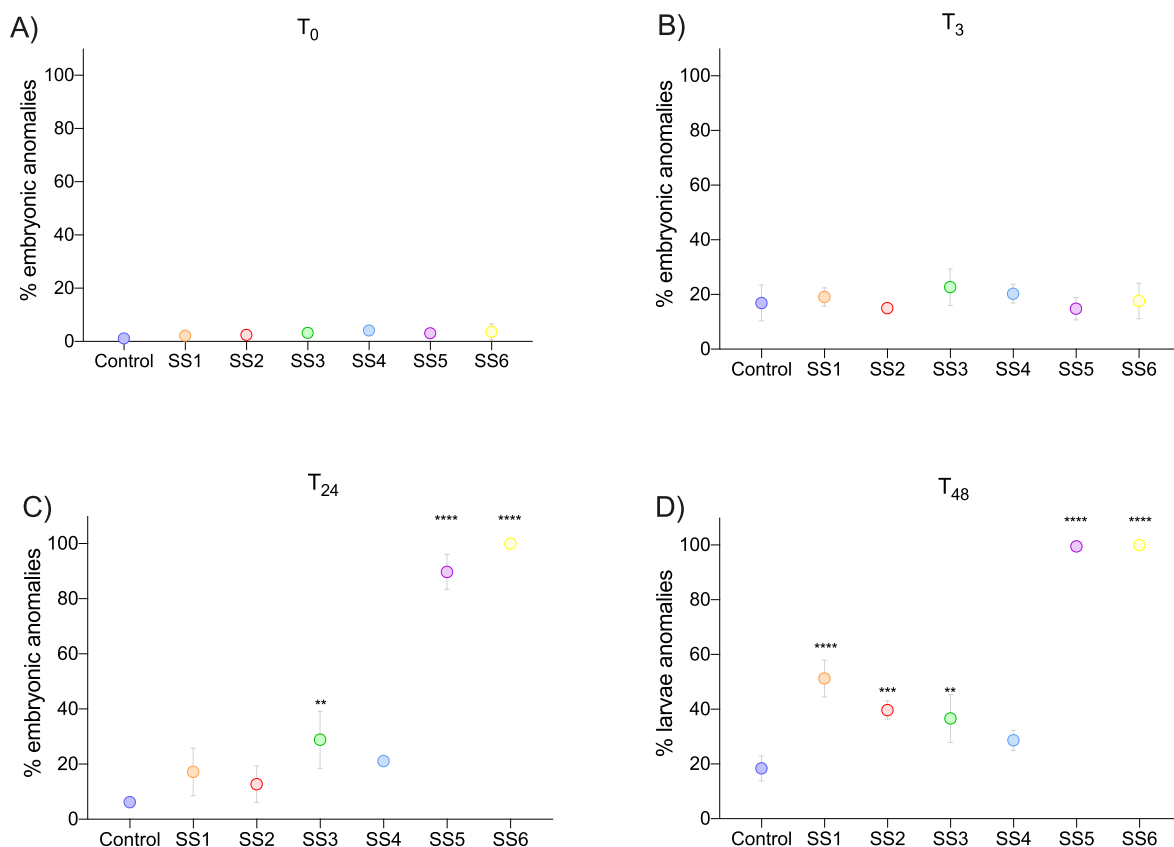 A)
T0
% embryonic anomalies
100
80
60
40
20
0
Control SS1 SS2 SS3 SS4 SS5 SS6
B)
T3
% embryonic anomalies
100
80
60
40
20
0
Control SS1 SS2 SS3 SS4 SS5 SS6
C)
T24
% embryonic anomalies
100
80
60
40
20
0
**
****
****
Control SS1 SS2 SS3 SS4 SS5 SS6
D)
T48
% larvae anomalies
100
80
60
40
20
0
****
***
**
****
****
Control SS1 SS2 SS3 SS4 SS5 SS6